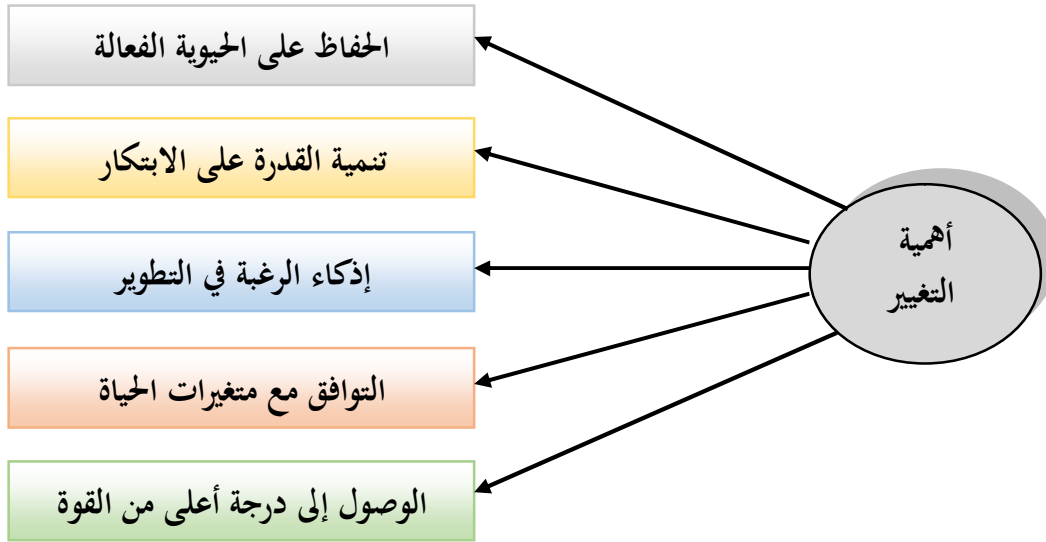 أهمية
التغيير
الحفاظ على الحيوية الفعالة
تنمية القدرة على الابتكار
إذكاء الرغبة في التطوير
التوافق مع متغيرات الحياة
الوصول إلى درجة أعلى من القوة